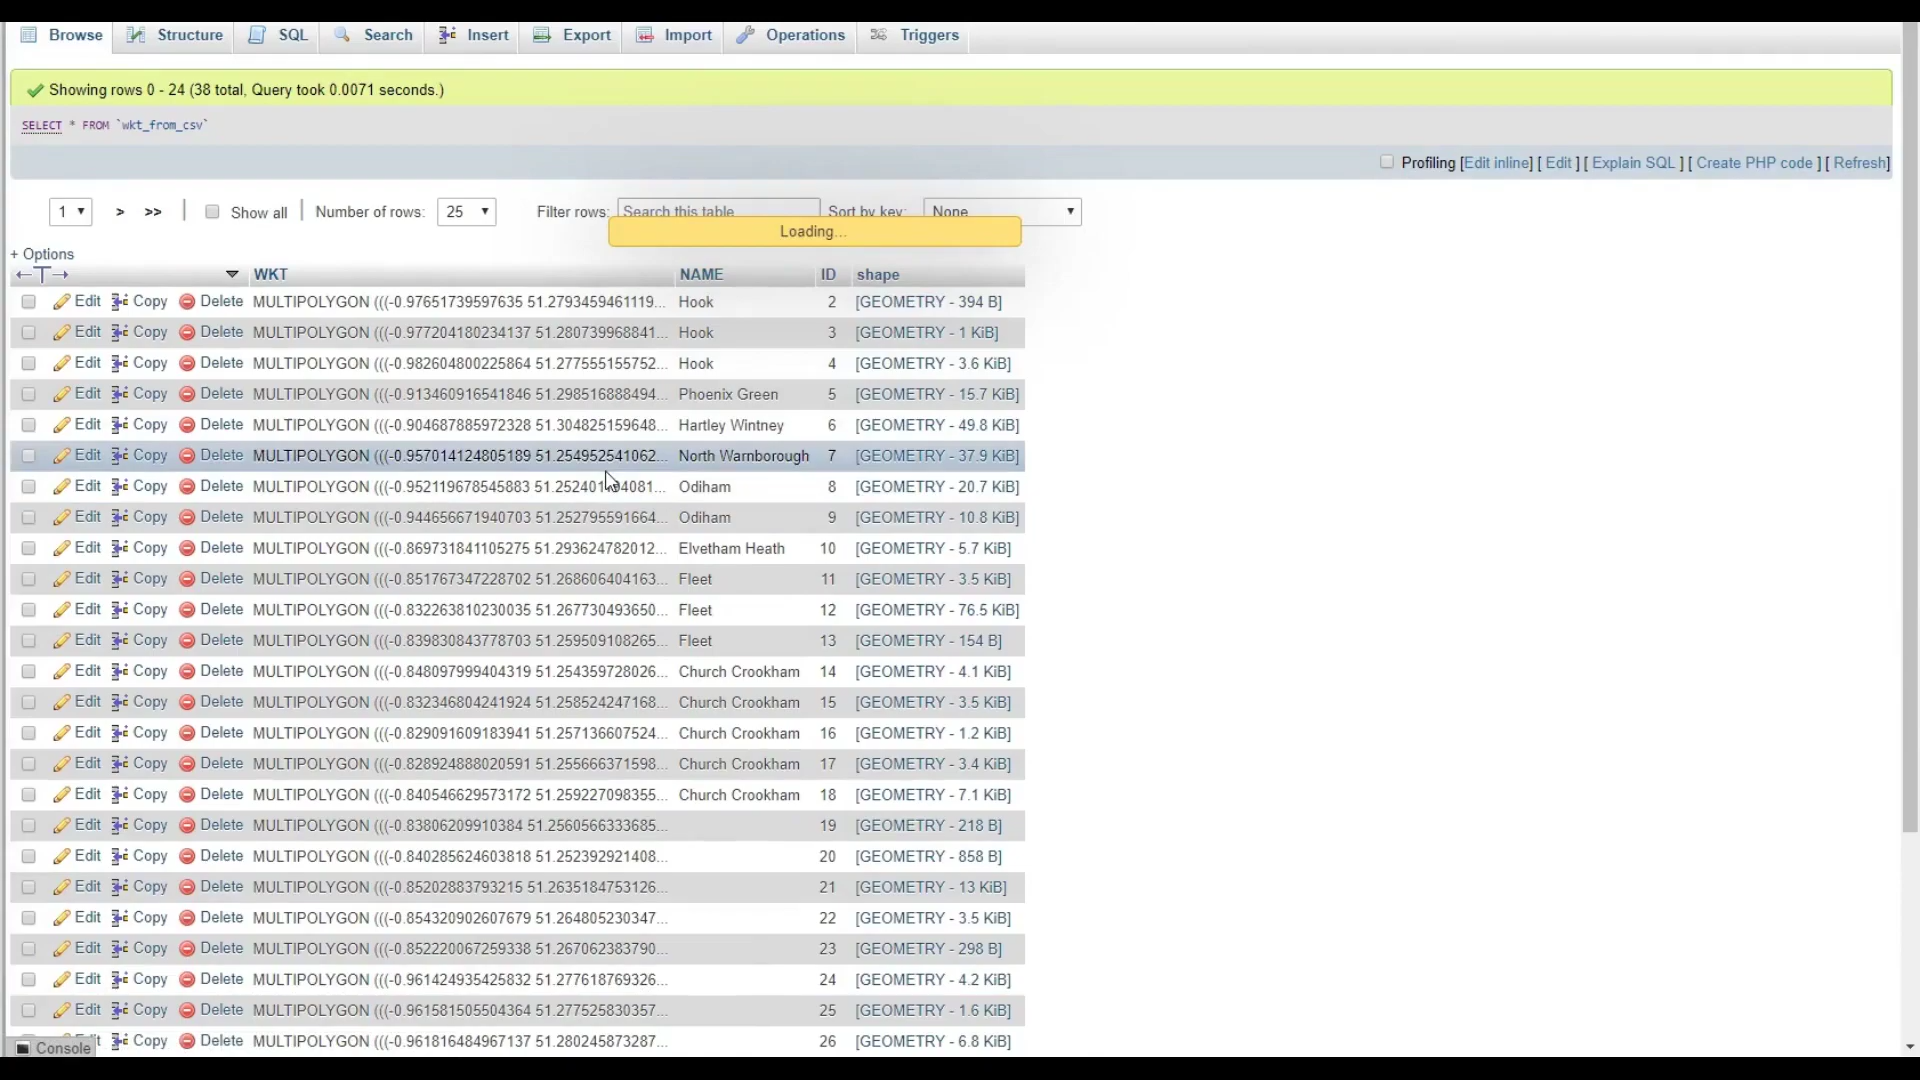 Browse Structure SQL Search Insert Export Import Operations Triggers
Showing rows 0 - 24 (38 total, Query took 0.0071 seconds.)
SELECT * FROM `wkt_from_csv`
Profiling [Edit inline] [ Edit ] [ Explain SQL ] [ Create PHP code ] [ Refresh]
1 > >> Show all Number of rows: 25 Filter rows: Search this table Sort by key: None
Loading...
+ Options
WKT NAME ID shape
Edit Copy Delete MULTIPOLYGON (((-0.97651739597635 51.2793459461119... Hook 2 [GEOMETRY - 394 B]
Edit Copy Delete MULTIPOLYGON (((-0.977204180234137 51.280739968841... Hook 3 [GEOMETRY - 1 KiB]
Edit Copy Delete MULTIPOLYGON (((-0.982604800225864 51.277555155752... Hook 4 [GEOMETRY - 3.6 KiB]
Edit Copy Delete MULTIPOLYGON (((-0.913460916541846 51.298516888494... Phoenix Green 5 [GEOMETRY - 15.7 KiB]
Edit Copy Delete MULTIPOLYGON (((-0.904687885972328 51.304825159648... Hartley Wintney 6 [GEOMETRY - 49.8 KiB]
Edit Copy Delete MULTIPOLYGON (((-0.957014124805189 51.254952541062... North Warnborough 7 [GEOMETRY - 37.9 KiB]
Edit Copy Delete MULTIPOLYGON (((-0.952119678545883 Odiham 8 [GEOMETRY - 20.7 KiB]
Edit Copy Delete MULTIPOLYGON (((-0.944656671940703 51.252795591664... Odiham 9 [GEOMETRY - 10.8 KiB]
Edit Copy Delete MULTIPOLYGON (((-0.869731841105275 51.293624782012... Elvetham Heath 10 [GEOMETRY - 5.7 KiB]
Edit Copy Delete MULTIPOLYGON (((-0.851767347228702 51.268606404163... Fleet 11 [GEOMETRY - 3.5 KiB]
Edit Copy Delete MULTIPOLYGON (((-0.832263810230035 51.267730493650... Fleet 12 [GEOMETRY - 76.5 KiB]
Edit Copy Delete MULTIPOLYGON (((-0.839830843778703 51.259509108265... Fleet 13 [GEOMETRY - 154 B]
Edit Copy Delete MULTIPOLYGON (((-0.848097999404319 51.254359728026... Church Crookham 14 [GEOMETRY - 4.1 KiB]
Edit Copy Delete MULTIPOLYGON (((-0.832346804241924 51.258524247168... Church Crookham 15 [GEOMETRY - 3.5 KiB]
Edit Copy Delete MULTIPOLYGON (((-0.829091609183941 51.257136607524... Church Crookham 16 [GEOMETRY - 1.2 KiB]
Edit Copy Delete MULTIPOLYGON (((-0.828924888020591 51.255666371598... Church Crookham 17 [GEOMETRY - 3.4 KiB]
Edit Copy Delete MULTIPOLYGON (((-0.840546629573172 51.259227098355... Church Crookham 18 [GEOMETRY - 7.1 KiB]
Edit Copy Delete MULTIPOLYGON (((-0.83806209910384 51.2560566333685... 19 [GEOMETRY - 218 B]
Edit Copy Delete MULTIPOLYGON (((-0.840285624603818 51.252392921408... 20 [GEOMETRY - 858 B]
Edit Copy Delete MULTIPOLYGON (((-0.85202883793215 51.2635184753126... 21 [GEOMETRY - 13 KiB]
Edit Copy Delete MULTIPOLYGON (((-0.854320902607679 51.264805230347... 22 [GEOMETRY - 3.5 KiB]
Edit Copy Delete MULTIPOLYGON (((-0.852220067259338 51.267062383790... 23 [GEOMETRY - 298 B]
Edit Copy Delete MULTIPOLYGON (((-0.961424935425832 51.277618769326... 24 [GEOMETRY - 4.2 KiB]
Edit Copy Delete MULTIPOLYGON (((-0.961581505504364 51.277525830357... 25 [GEOMETRY - 1.6 KiB]
Copy Delete MULTIPOLYGON (((-0.961816484967137 51.280245873287... 26 [GEOMETRY - 6.8 KiB]
Console